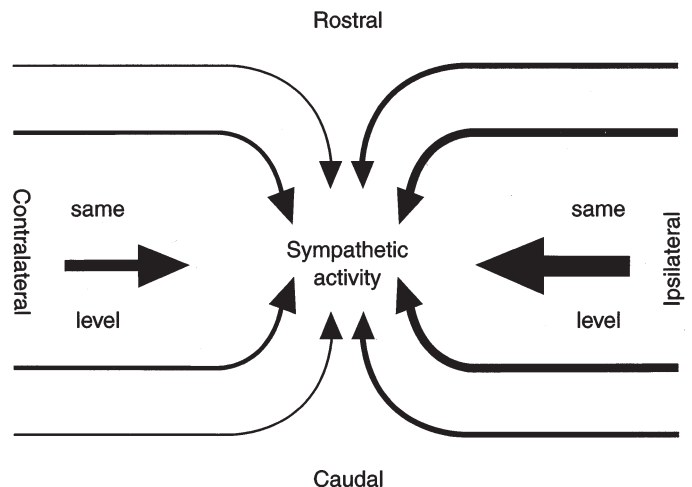 Rostral
Contralateral
same
level
Sympathetic
activity
same
level
Ipsilateral
Caudal